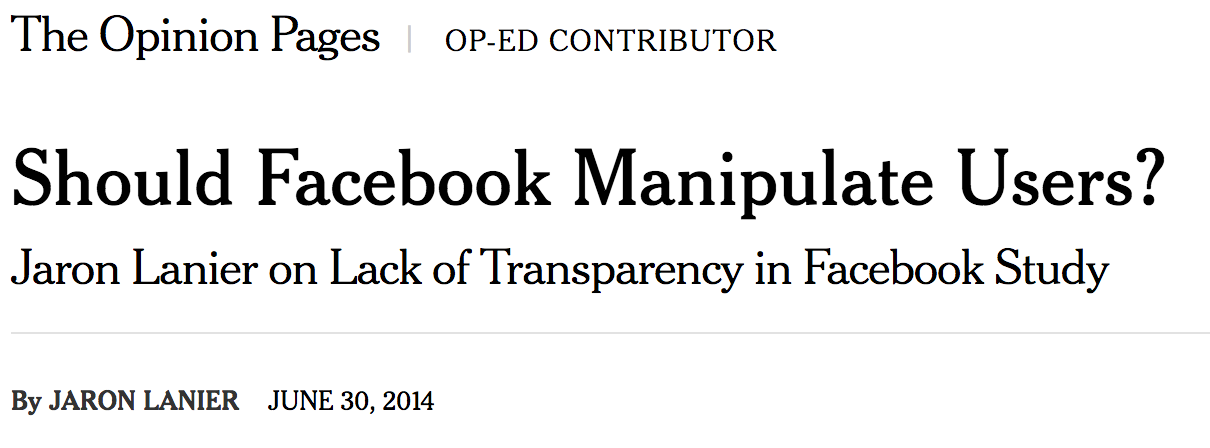 The Opinion Pages | OP-ED CONTRIBUTOR
Should Facebook Manipulate Users?
Jaron Lanier on Lack of Transparency in Facebook Study
By JARON LANIER JUNE 30, 2014